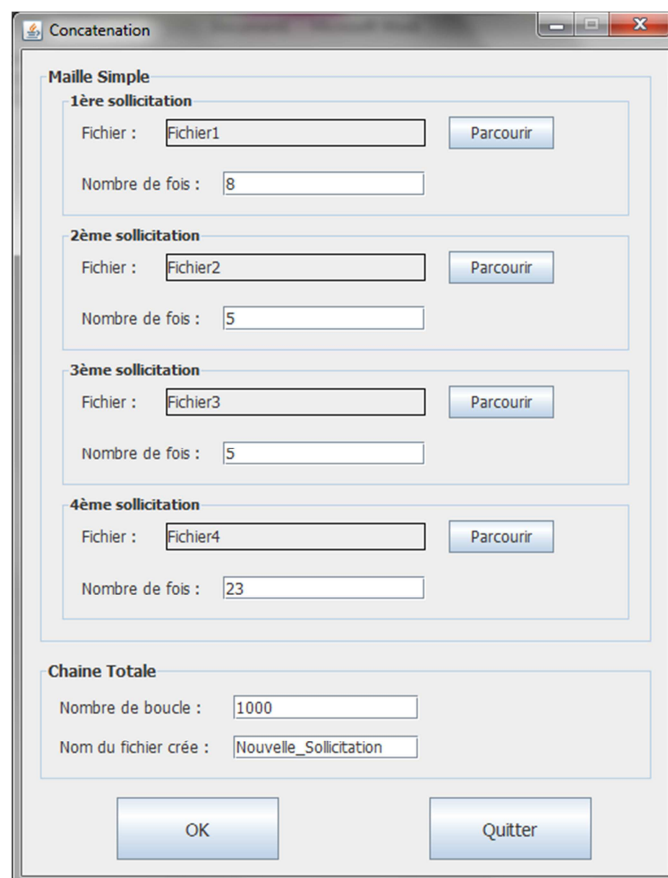 Concatenation
Maille Simple
1ère sollicitation
Fichier : Fichier1 Parcourir
Nombre de fois : 8
2ème sollicitation
Fichier : Fichier2 Parcourir
Nombre de fois : 5
3ème sollicitation
Fichier : Fichier3 Parcourir
Nombre de fois : 5
4ème sollicitation
Fichier : Fichier4 Parcourir
Nombre de fois : 23
Chaine Totale
Nombre de boucle : 1000
Nom du fichier crée : Nouvelle_Sollicitation
OK Quitter